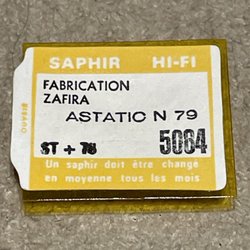 SAPHIR HI-FI
FABRICATION
ZAFIRA
ASTATIC N 79
ST + 78 5064
Un saphir doit être changé
en moyenne tous les mois